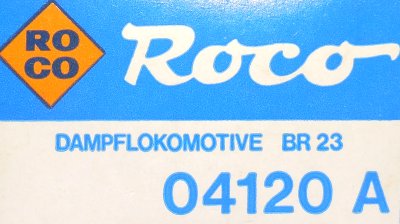 RO
CO
Roco
DAMPFLOKOMOTIVE BR 23
04120 A